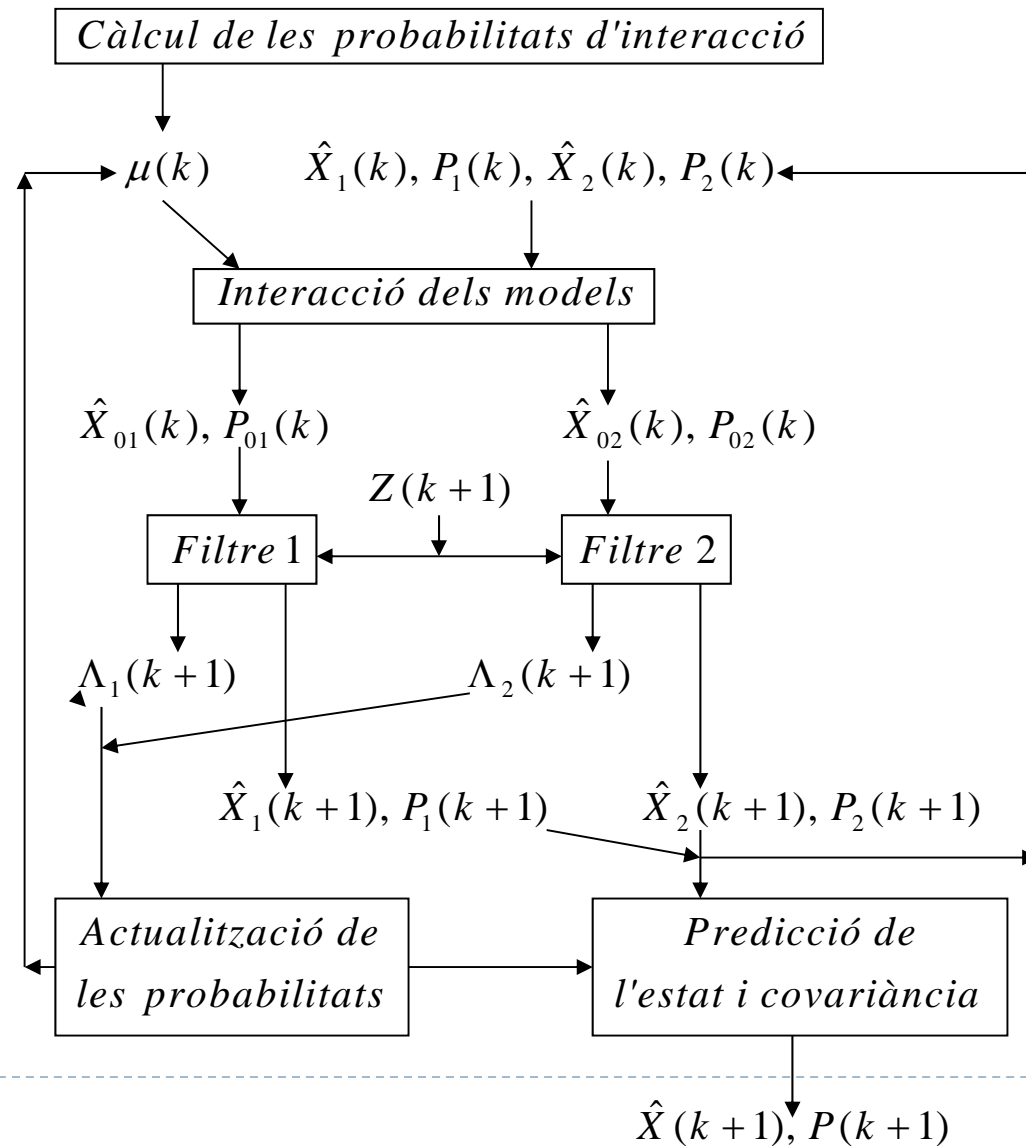 Càlcul de les probabilitats d'interacció
μ(k) X̂₁(k), P₁(k), X̂₂(k), P₂(k)
Interacció dels models
X̂₀₁(k), P₀₁(k) X̂₀₂(k), P₀₂(k)
Z(k+1)
Filtre 1 Filtre 2
Λ₁(k+1) Λ₂(k+1)
X̂₁(k+1), P₁(k+1) X̂₂(k+1), P₂(k+1)
Actualització de
les probabilitats
Predicció de
l'estat i covariància
X̂(k+1), P(k+1)